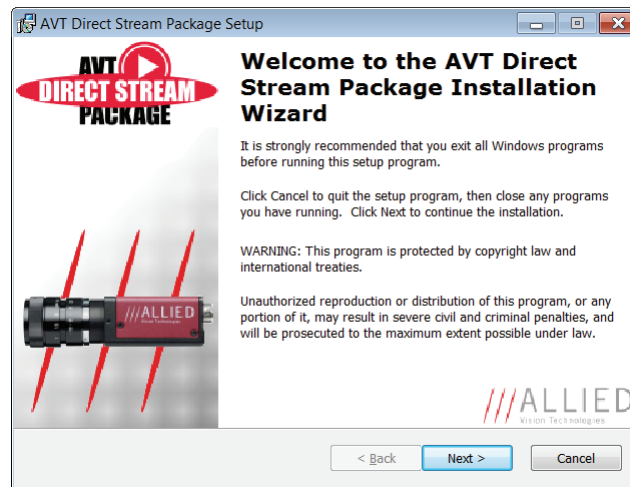 AVT Direct Stream Package Setup
AVT
DIRECT STREAM
PACKAGE
Welcome to the AVT Direct
Stream Package Installation
Wizard
It is strongly recommended that you exit all Windows programs
before running this setup program.
Click Cancel to quit the setup program, then close any programs
you have running. Click Next to continue the installation.
WARNING: This program is protected by copyright law and
international treaties.
Unauthorized reproduction or distribution of this program, or any
portion of it, may result in severe civil and criminal penalties, and
will be prosecuted to the maximum extent possible under law.
///ALLIED
Vision Technologies
///ALLIED
Vision Technologies
< Back
Next >
Cancel